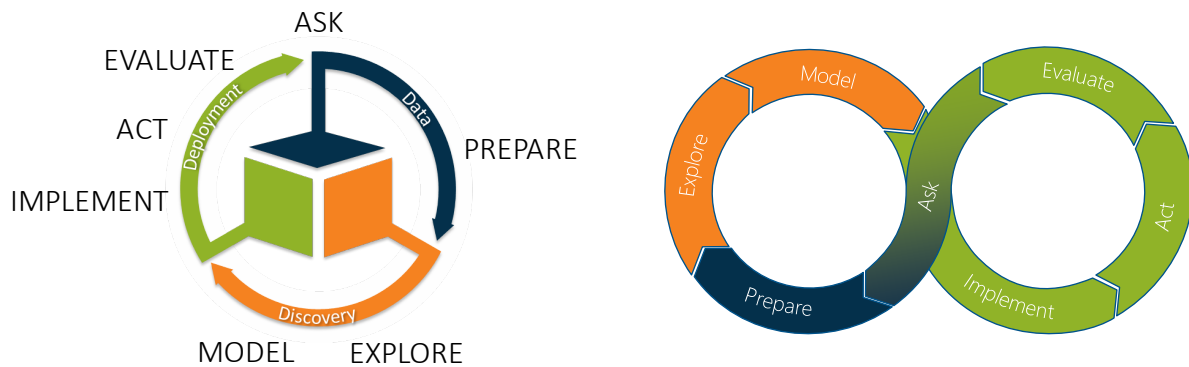 ASK
EVALUATE
Deployment
Data
ACT
PREPARE
IMPLEMENT
Discovery
MODEL
EXPLORE
Model
Evaluate
Explore
Ask
Act
Prepare
Implement